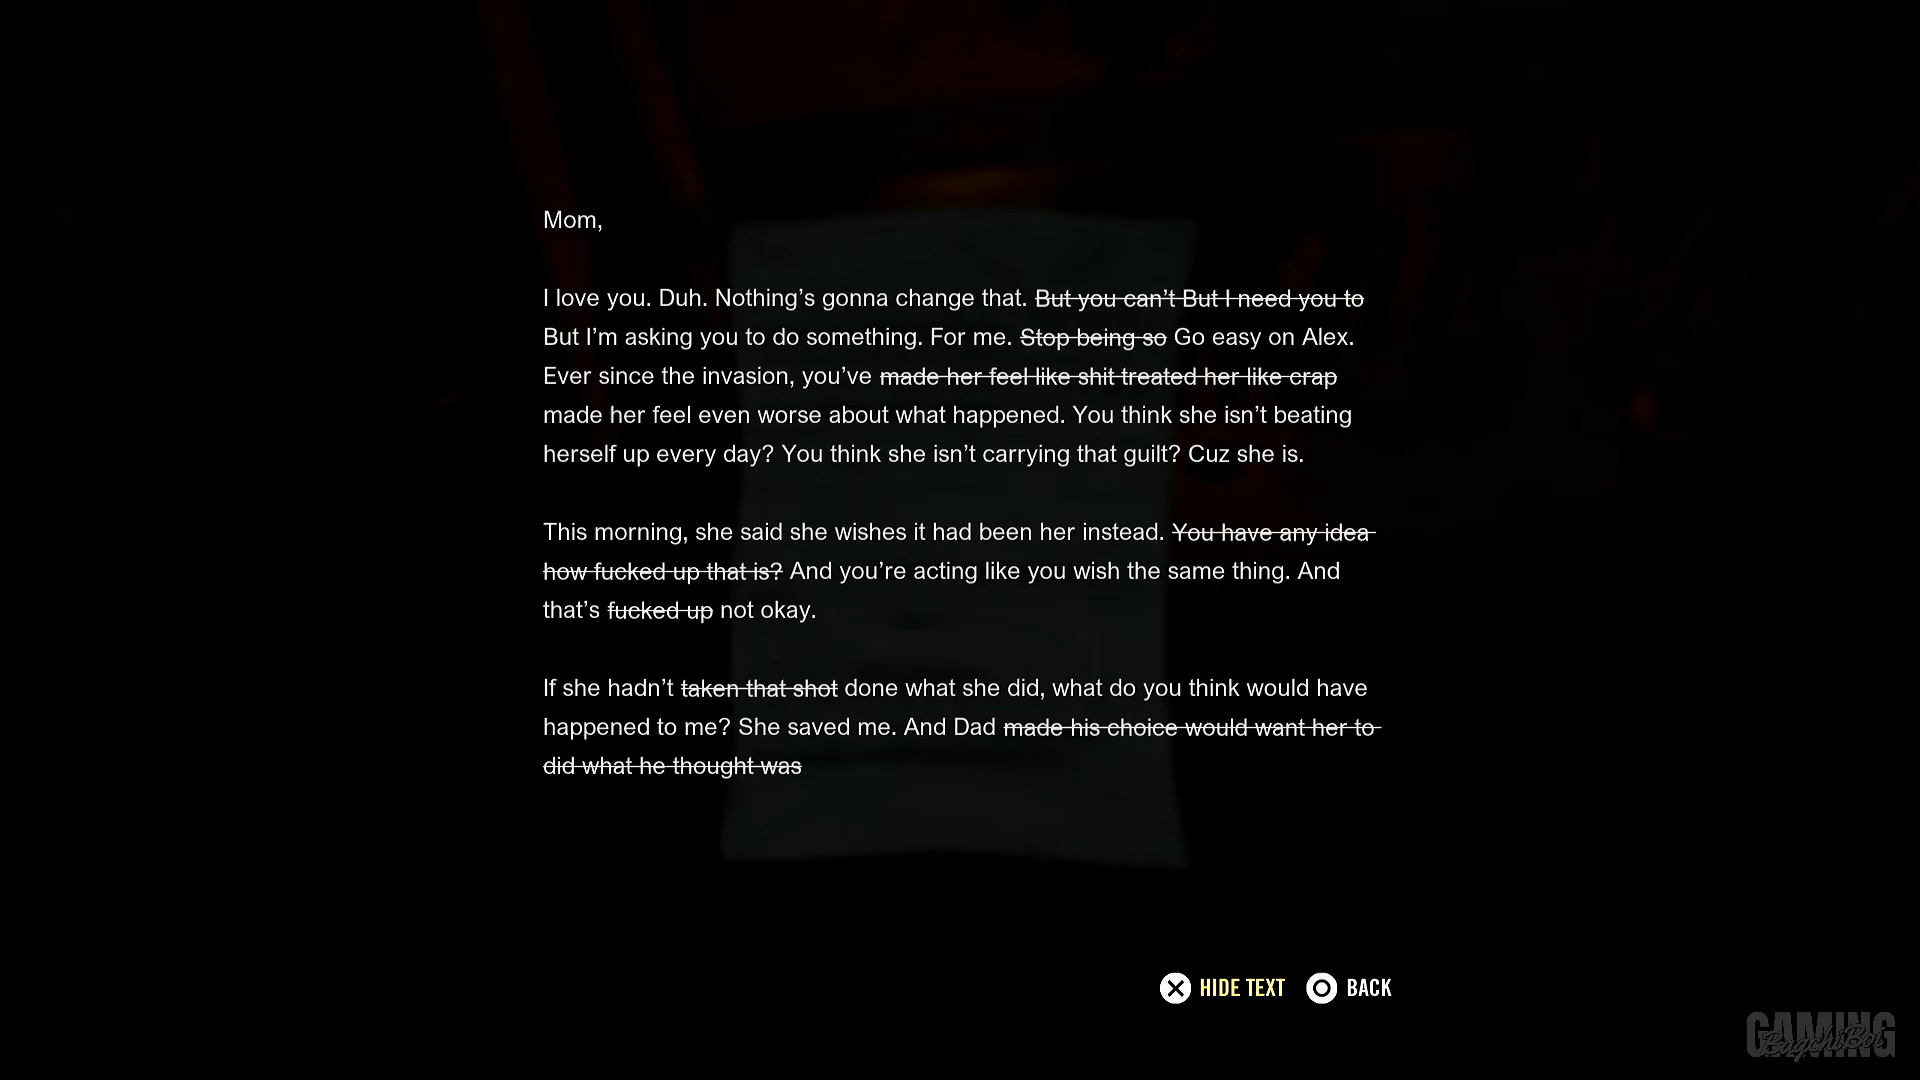 Mom,
I love you. Duh. Nothing’s gonna change that. But you can’t But I need you to
But I’m asking you to do something. For me. Stop being so Go easy on Alex.
Ever since the invasion, you’ve made her feel like shit treated her like crap
made her feel even worse about what happened. You think she isn’t beating
herself up every day? You think she isn’t carrying that guilt? Cuz she is.
This morning, she said she wishes it had been her instead. You have any idea
how fucked up that is? And you’re acting like you wish the same thing. And
that’s fucked up not okay.
If she hadn’t taken that shot done what she did, what do you think would have
happened to me? She saved me. And Dad made his choice would want her to
did what he thought was
HIDE TEXT BACK
GAMING
BagchiBoi